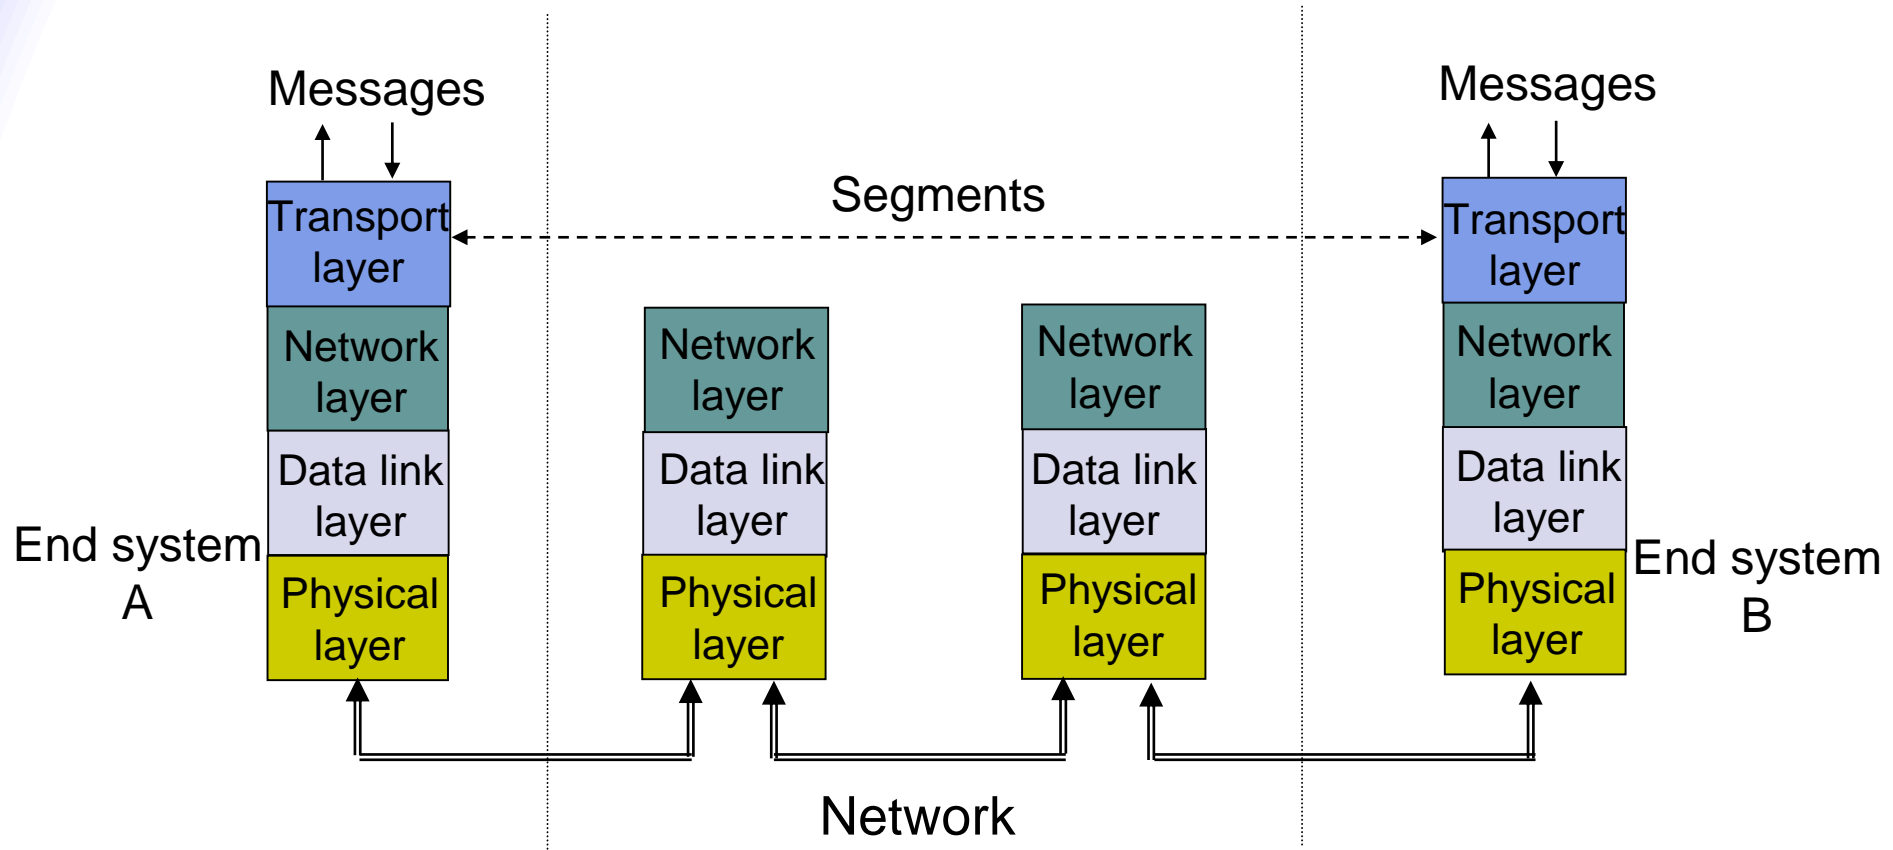 Messages
Messages
Segments
Transport
layer
Transport
layer
Network
layer
Network
layer
Network
layer
Network
layer
Data link
layer
Data link
layer
Data link
layer
Data link
layer
End system
A
End system
B
Physical
layer
Physical
layer
Physical
layer
Physical
layer
Network